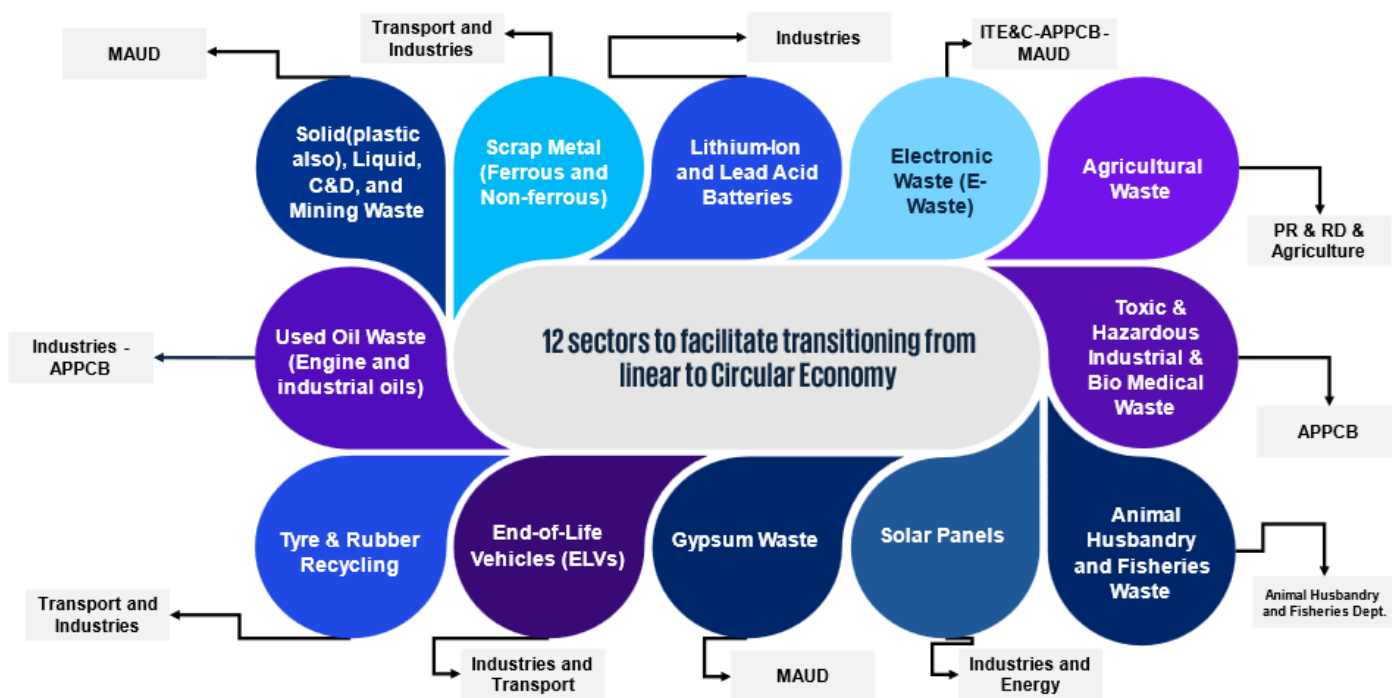 MAUD
Transport and
Industries
Industries
ITE&C-APPCB-
MAUD
Solid(plastic
also), Liquid,
C&D, and
Mining Waste
Scrap Metal
(Ferrous and
Non-ferrous)
Lithium-Ion
and Lead Acid
Batteries
Electronic
Waste (E-
Waste)
Agricultural
Waste
PR & RD &
Agriculture
Industries -
APPCB
Used Oil Waste
(Engine and
industrial oils)
12 sectors to facilitate transitioning from
linear to Circular Economy
Toxic &
Hazardous
Industrial &
Bio Medical
Waste
APPCB
Tyre & Rubber
Recycling
End-of-Life
Vehicles (ELVs)
Gypsum Waste
Solar Panels
Animal
Husbandry
and Fisheries
Waste
Transport and
Industries
Industries and
Transport
MAUD
Industries and
Energy
Animal Husbandry
and Fisheries Dept.